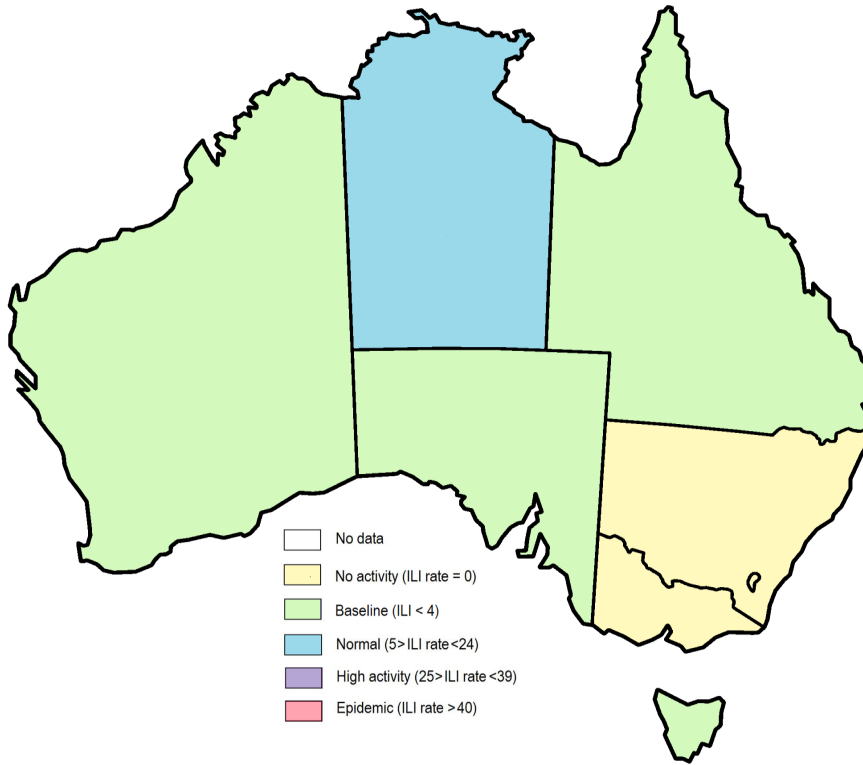 No data
No activity (ILI rate = 0)
Baseline (ILI < 4)
Normal (5> ILI rate <24)
High activity (25> ILI rate <39)
Epidemic (ILI rate >40)